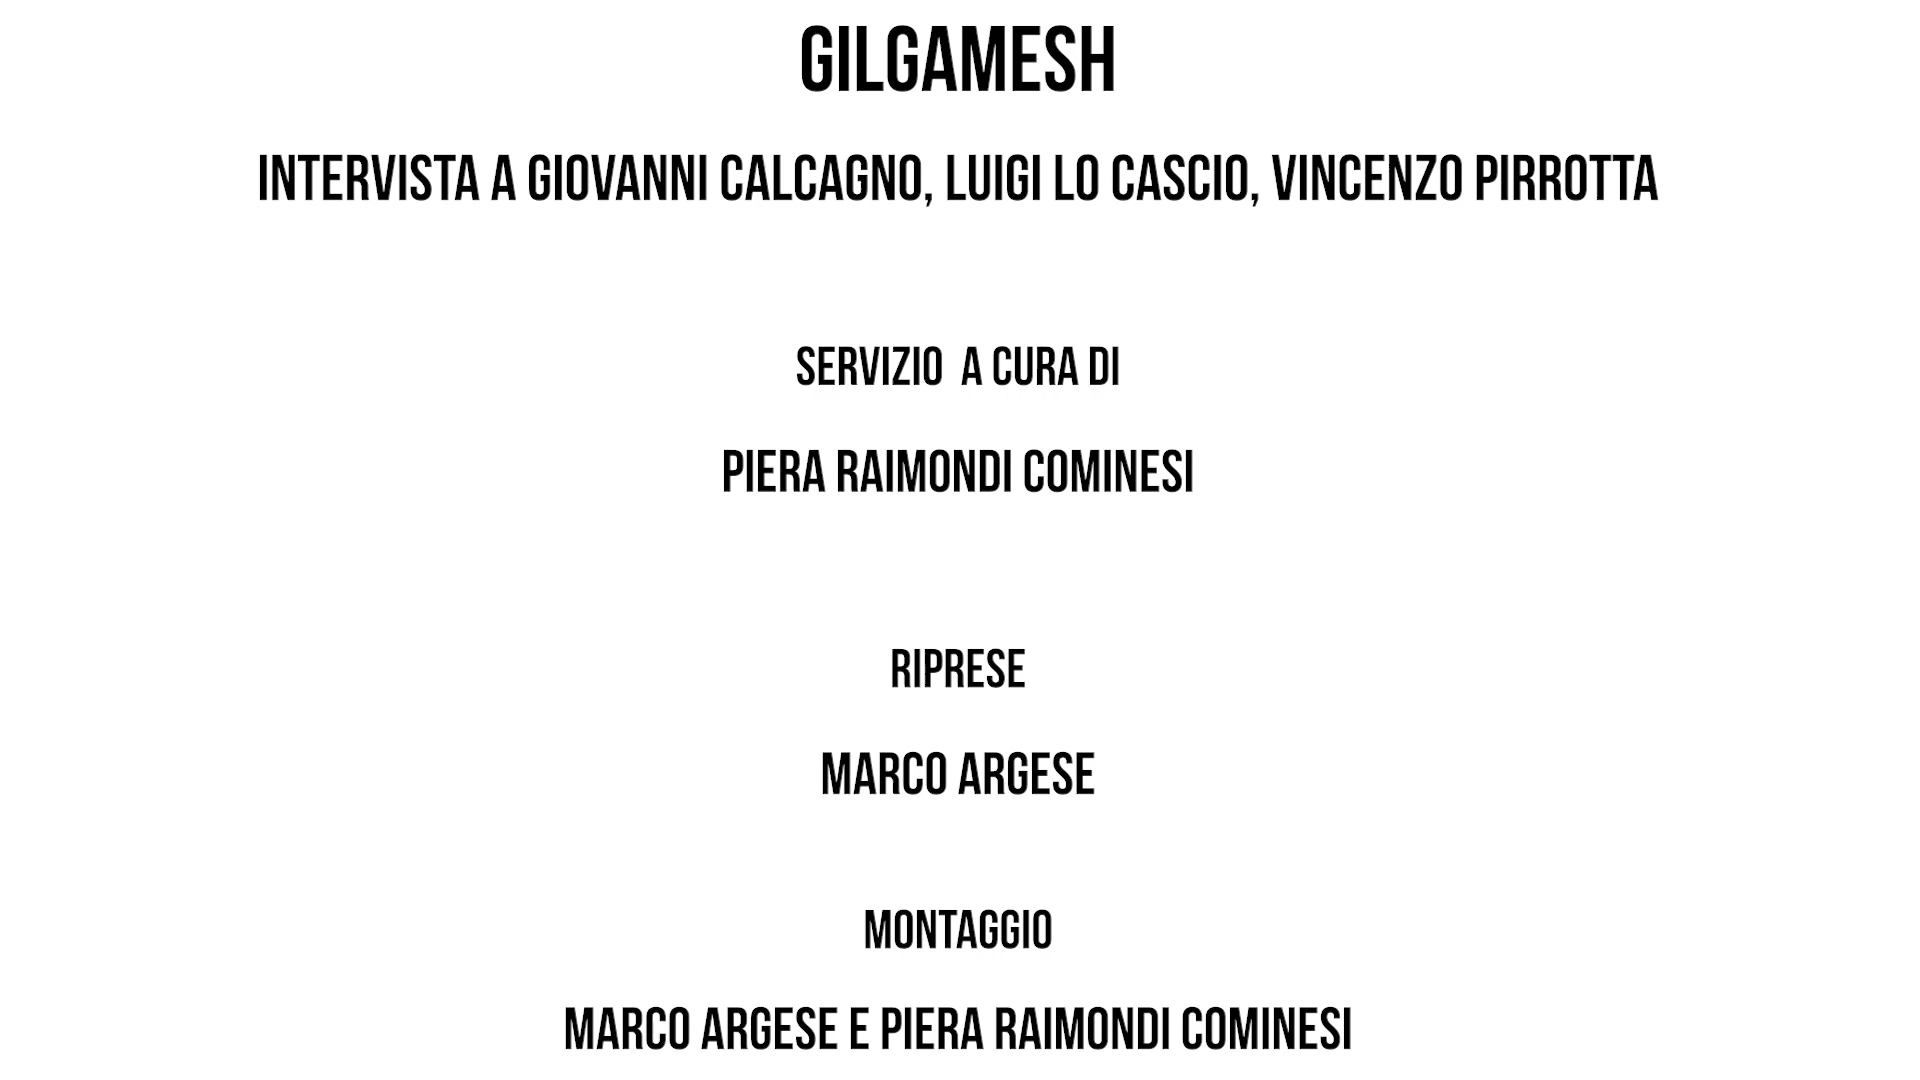 GILGAMESH
INTERVISTA A GIOVANNI CALCAGNO, LUIGI LO CASCIO, VINCENZO PIRROTTA
SERVIZIO  A CURA DI
PIERA RAIMONDI COMINESI
RIPRESE
MARCO ARGESE
MONTAGGIO
MARCO ARGESE E PIERA RAIMONDI COMINESI